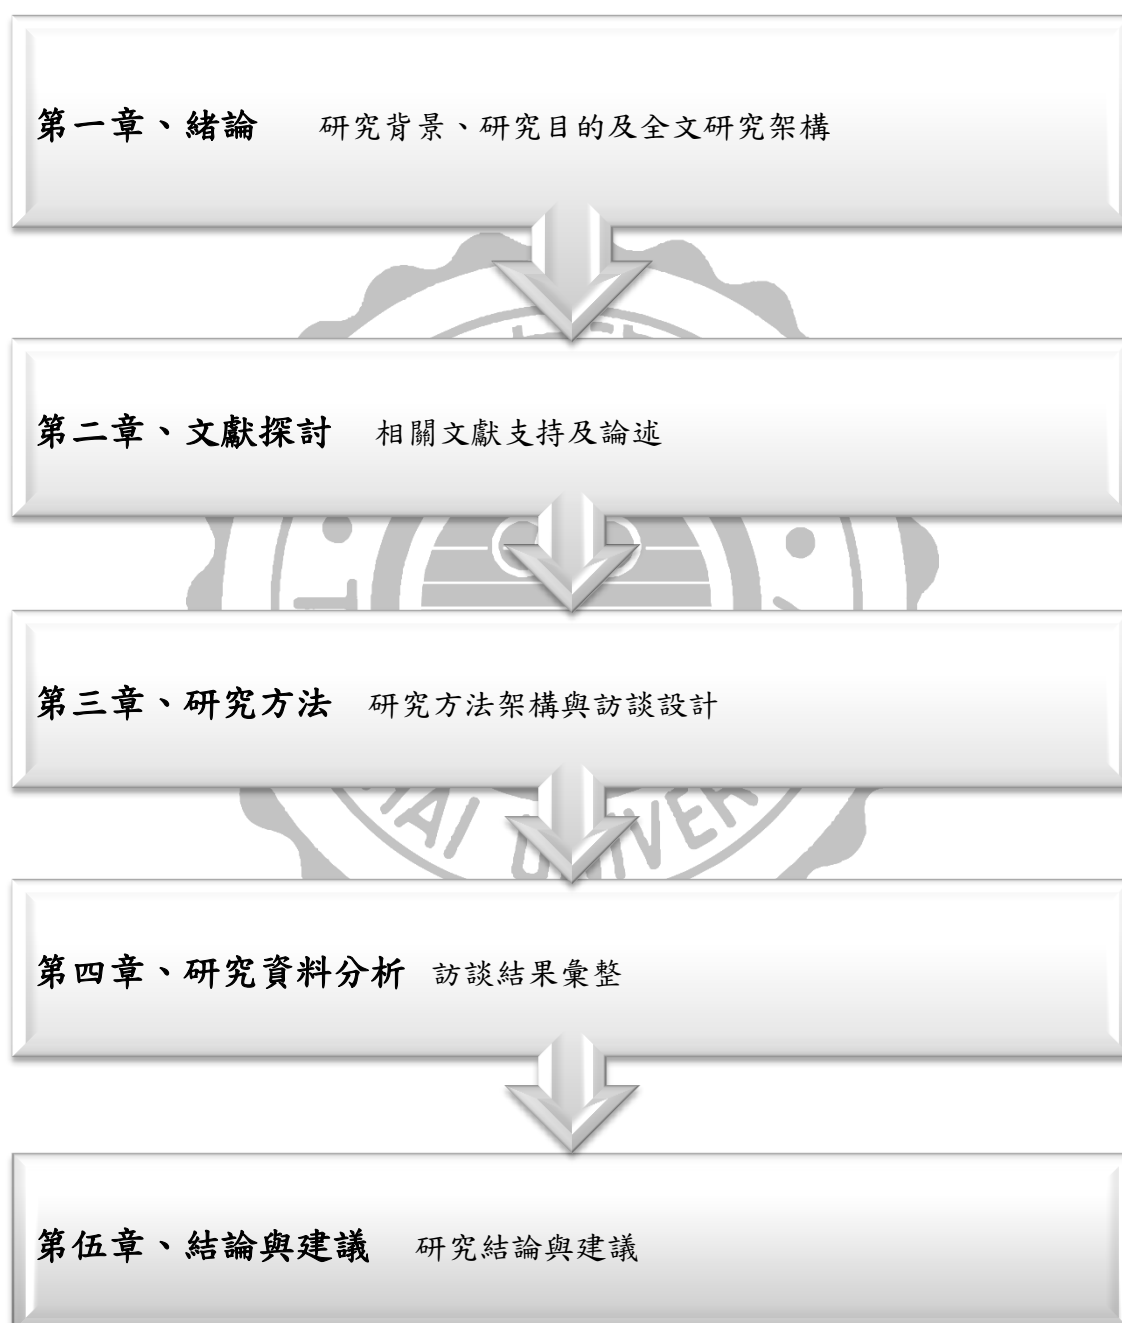 第一章、緒論 研究背景、研究目的及全文研究架構
第二章、文獻探討 相關文獻支持及論述
第三章、研究方法 研究方法架構與訪談設計
第四章、研究資料分析 訪談結果彙整
第伍章、結論與建議 研究結論與建議